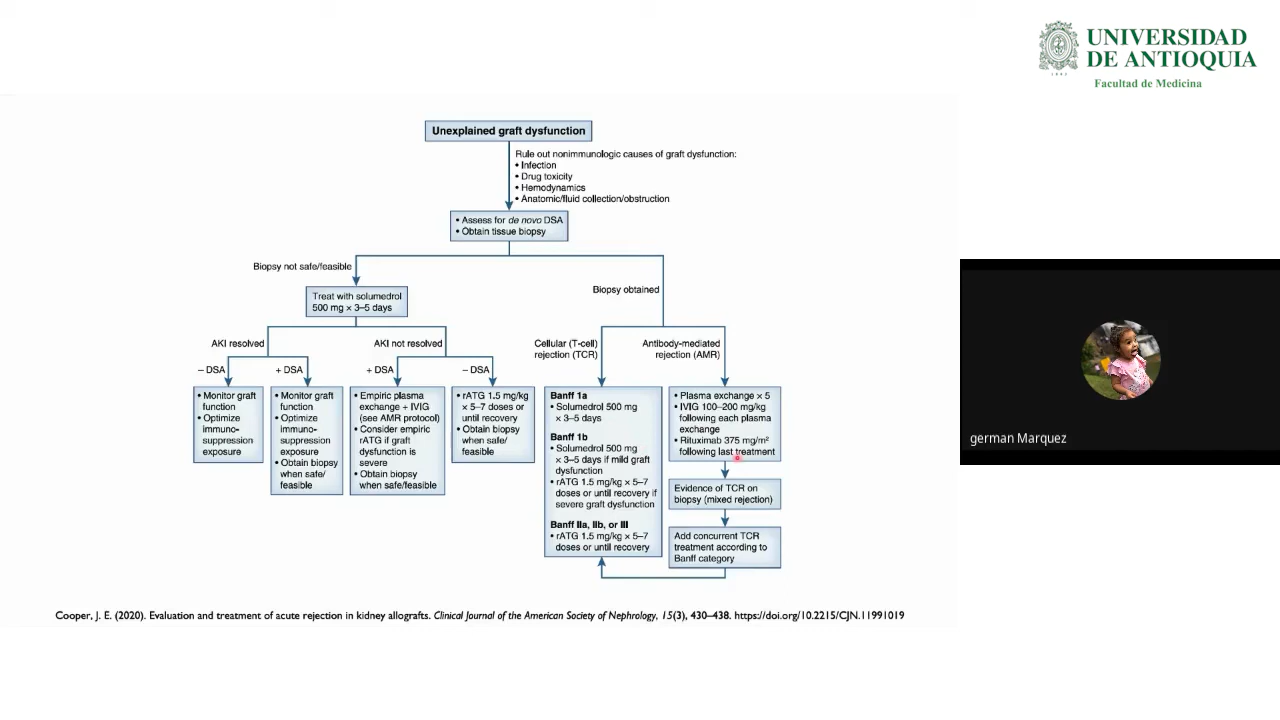 UNIVERSIDAD
DE ANTIOQUIA
Facultad de Medicina
Unexplained graft dysfunction
Rule out nonimmunologic causes of graft dysfunction:
• Infection
• Drug toxicity
• Hemodynamics
• Anatomic/fluid collection/obstruction
• Assess for de novo DSA
• Obtain tissue biopsy
Biopsy not safe/feasible
Treat with solumedrol
500 mg × 3–5 days
AKI resolved
– DSA
• Monitor graft
function
• Optimize
immuno-
suppression
exposure
+ DSA
• Monitor graft
function
• Optimize
immuno-
suppression
exposure
• Obtain biopsy
when safe/
feasible
AKI not resolved
+ DSA
• Empiric plasma
exchange + IVIG
(see AMR protocol)
• Consider empiric
rATG if graft
dysfunction is
severe
• Obtain biopsy
when safe/feasible
– DSA
• rATG 1.5 mg/kg
× 5–7 doses or
until recovery
• Obtain biopsy
when safe/
feasible
Biopsy obtained
Cellular (T-cell)
rejection (TCR)
Banff 1a
• Solumedrol 500 mg
× 3–5 days
Banff 1b
• Solumedrol 500 mg
× 3–5 days if mild graft
dysfunction
• rATG 1.5 mg/kg × 5–7
doses or until recovery if
severe graft dysfunction
Banff IIa, IIb, or III
• rATG 1.5 mg/kg × 5–7
doses or until recovery
Antibody-mediated
rejection (AMR)
• Plasma exchange × 5
• IVIG 100–200 mg/kg
following each plasma
exchange
• Rituximab 375 mg/m²
following last treatment
Evidence of TCR on
biopsy (mixed rejection)
Add concurrent TCR
treatment according to
Banff category
german Marquez
Cooper, J. E. (2020). Evaluation and treatment of acute rejection in kidney allografts. Clinical Journal of the American Society of Nephrology, 15(3), 430–438. https://doi.org/10.2215/CJN.11991019